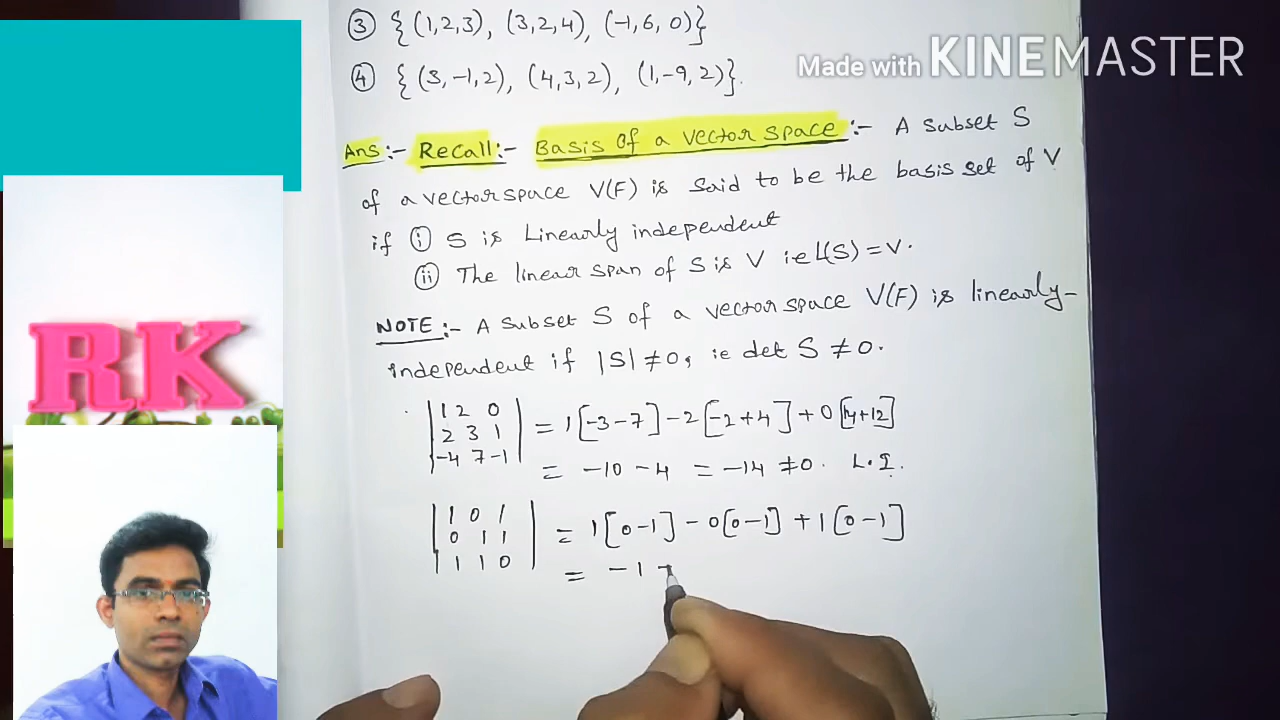 ③ {(1,2,3), (3,2,4), (-1,6,0)}
④ {(3,-1,2), (4,3,2), (1,-9,2)}.
Made with KINEMASTER
Ans:- Recall:- Basis of a vector space:- A subset S
of a vectorspace V(F) is said to be the basis set of V
if ⓘ S is Linearly independent
ⓘⓘ The linear span of S is V ie L(S) = V.
NOTE:- A subset S of a vector space V(F) is linearly-
independent if |S| ≠ 0, ie det S ≠ 0.
|1 2 0|
|2 3 1| = 1[-3-7] -2[-2+4] +0[14+12]
|-4 7 -1| = -10 -4 = -14 ≠0. L.I.
|1 0 1|
|0 1 1| = 1[0-1] -0[0-1] +1[0-1]
|1 1 0| = -1 -
RK